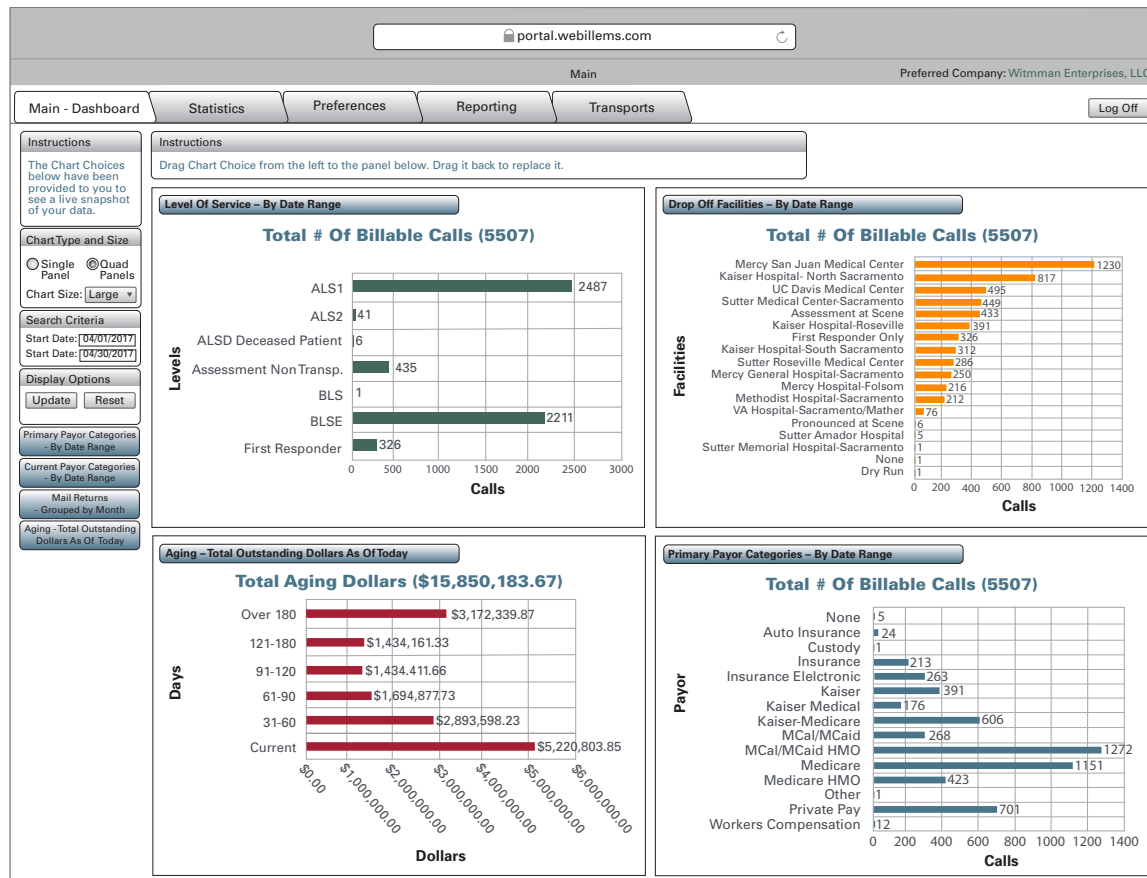 portal.webillems.com
Main
Preferred Company: Witmman Enterprises, LLC
Main - Dashboard
Statistics
Preferences
Reporting
Transports
Log Off
Instructions
The Chart Choices
below have been
provided to you to
see a live snapshot
of your data.
Chart Type and Size
Single Panel
Quad Panels
Chart Size: Large
Search Criteria
Start Date: 04/01/2017
Start Date: 04/30/2017
Display Options
Update Reset
Primary Payor Categories
- By Date Range
Current Payor Categories
- By Date Range
Mail Returns
- Grouped by Month
Aging - Total Outstanding
Dollars As Of Today
Instructions
Drag Chart Choice from the left to the panel below. Drag it back to replace it.
Level Of Service – By Date Range
Total # Of Billable Calls (5507)
Levels
ALS1 2487
ALS2 41
ALSD Deceased Patient 6
Assessment Non Transp. 435
BLS 1
BLSE 2211
First Responder 326
0 500 1000 1500 2000 2500 3000
Calls
Drop Off Facilities – By Date Range
Total # Of Billable Calls (5507)
Facilities
Mercy San Juan Medical Center 1230
Kaiser Hospital- North Sacramento 817
UC Davis Medical Center 495
Sutter Medical Center-Sacramento 449
Assessment at Scene 433
Kaiser Hospital-Roseville 391
First Responder Only 326
Kaiser Hospital-South Sacramento 312
Sutter Roseville Medical Center 286
Mercy General Hospital-Sacramento 250
Mercy Hospital-Folsom 216
Methodist Hospital-Sacramento 212
VA Hospital-Sacramento/Mather 76
Pronounced at Scene 6
Sutter Amador Hospital 5
Sutter Memorial Hospital-Sacramento 1
None 1
Dry Run 1
0 200 400 600 800 1000 1200 1400
Calls
Aging – Total Outstanding Dollars As Of Today
Total Aging Dollars ($15,850,183.67)
Days
Over 180 $3,172,339.87
121-180 $1,434,161.33
91-120 $1,434.411.66
61-90 $1,694,877.73
31-60 $2,893,598.23
Current $5,220,803.85
$0.00 $1,000,000.00 $2,000,000.00 $3,000,000.00 $4,000,000.00 $5,000,000.00 $6,000,000.00
Dollars
Primary Payor Categories – By Date Range
Total # Of Billable Calls (5507)
Payor
None 5
Auto Insurance 24
Custody 1
Insurance 213
Insurance Elelctronic 263
Kaiser 391
Kaiser Medical 176
Kaiser-Medicare 606
MCal/MCaid 268
MCal/MCaid HMO 1272
Medicare 1151
Medicare HMO 423
Other 1
Private Pay 701
Workers Compensation 12
0 200 400 600 800 1000 1200 1400
Calls